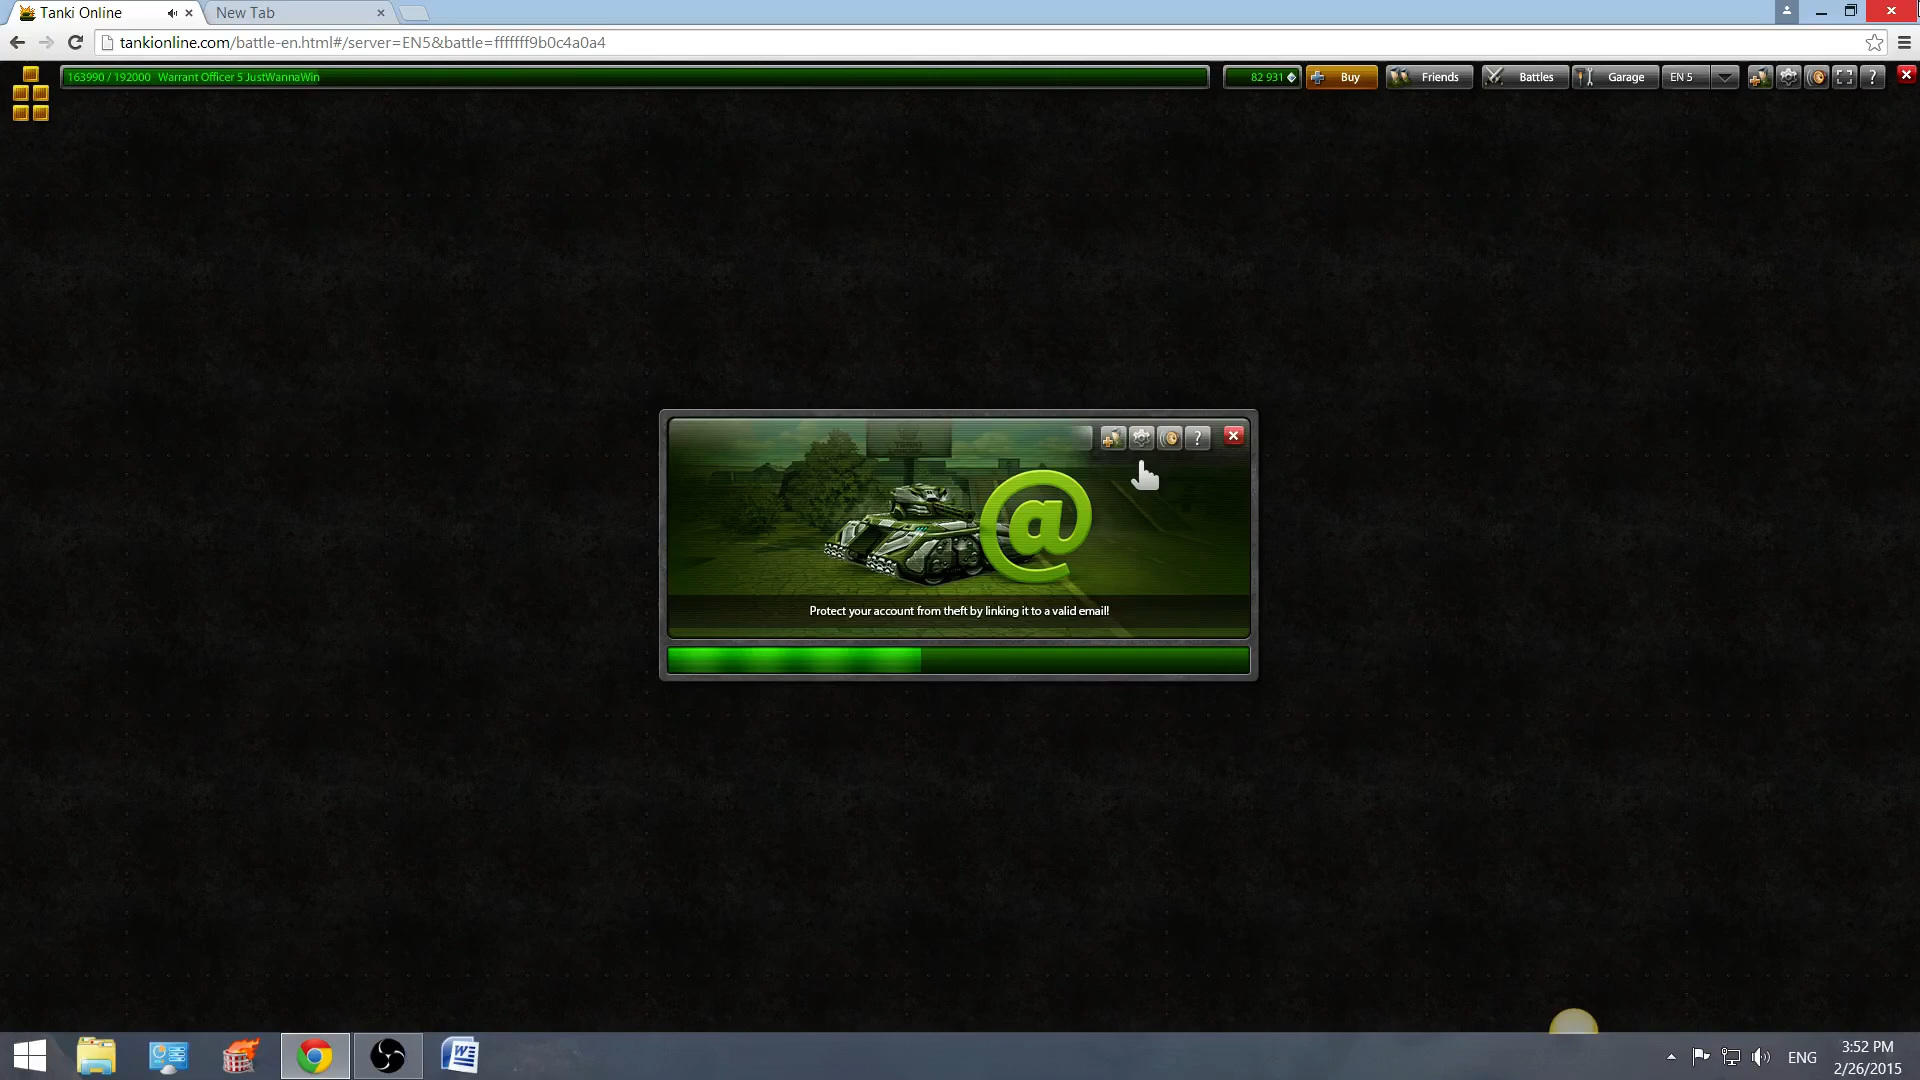 Tanki Online
New Tab
tankionline.com/battle-en.html#/server=EN5&battle=fffffff9b0c4a0a4
163990 / 192000 Warrant Officer 5 JustWannaWin
82 931
Buy
Friends
Battles
Garage
EN 5
?
?
@
Protect your account from theft by linking it to a valid email!
ENG
3:52 PM
2/26/2015